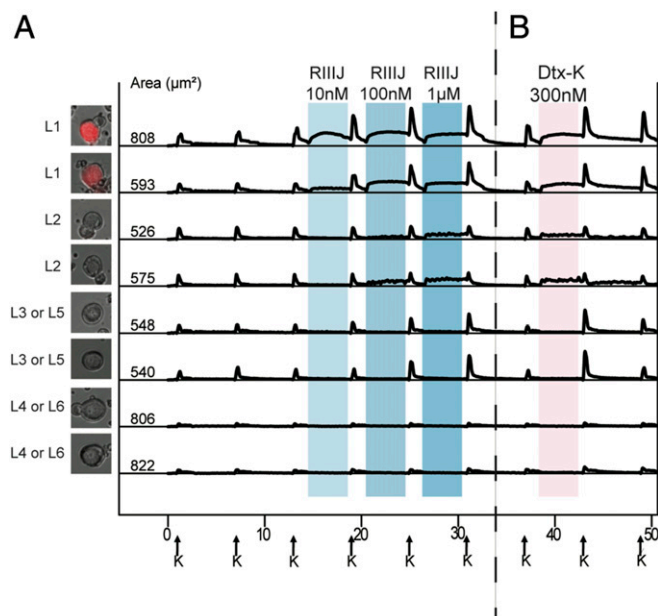 A
B
RIIIJ RIIIJ RIIIJ Dtx-K
10nM 100nM 1µM 300nM
Area (µm²)
L1 808
L1 593
L2 526
L2 575
L3 or L5 548
L3 or L5 540
L4 or L6 806
L4 or L6 822
0 10 20 30 40 50
K K K K K K K K K